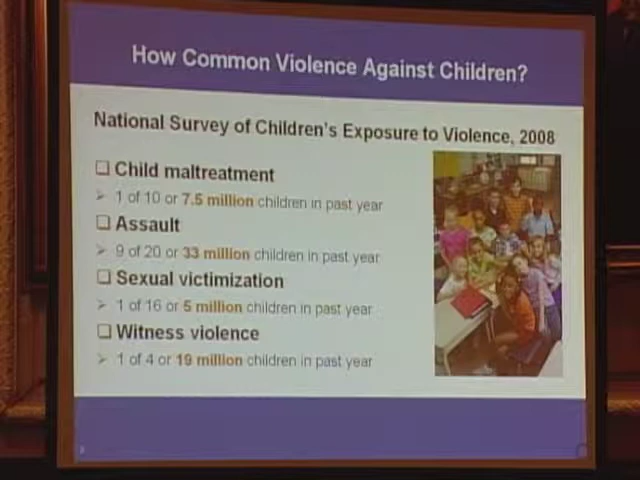 How Common Violence Against Children?
National Survey of Children's Exposure to Violence, 2008
❑ Child maltreatment
➢ 1 of 10 or 7.5 million children in past year
❑ Assault
➢ 9 of 20 or 33 million children in past year
❑ Sexual victimization
➢ 1 of 16 or 5 million children in past year
❑ Witness violence
➢ 1 of 4 or 19 million children in past year